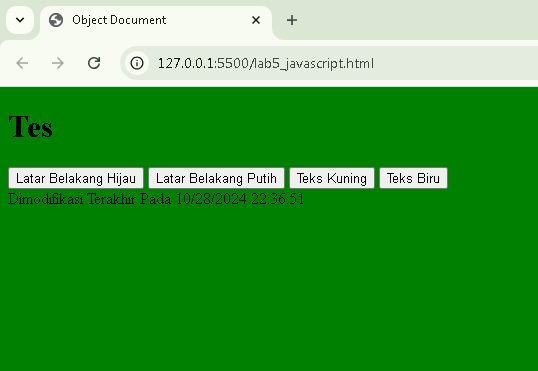 Object Document
127.0.0.1:5500/lab5_javascript.html
Tes
Latar Belakang Hijau Latar Belakang Putih Teks Kuning Teks Biru
Dimodifikasi Terakhir Pada 10/28/2024 22:36:51